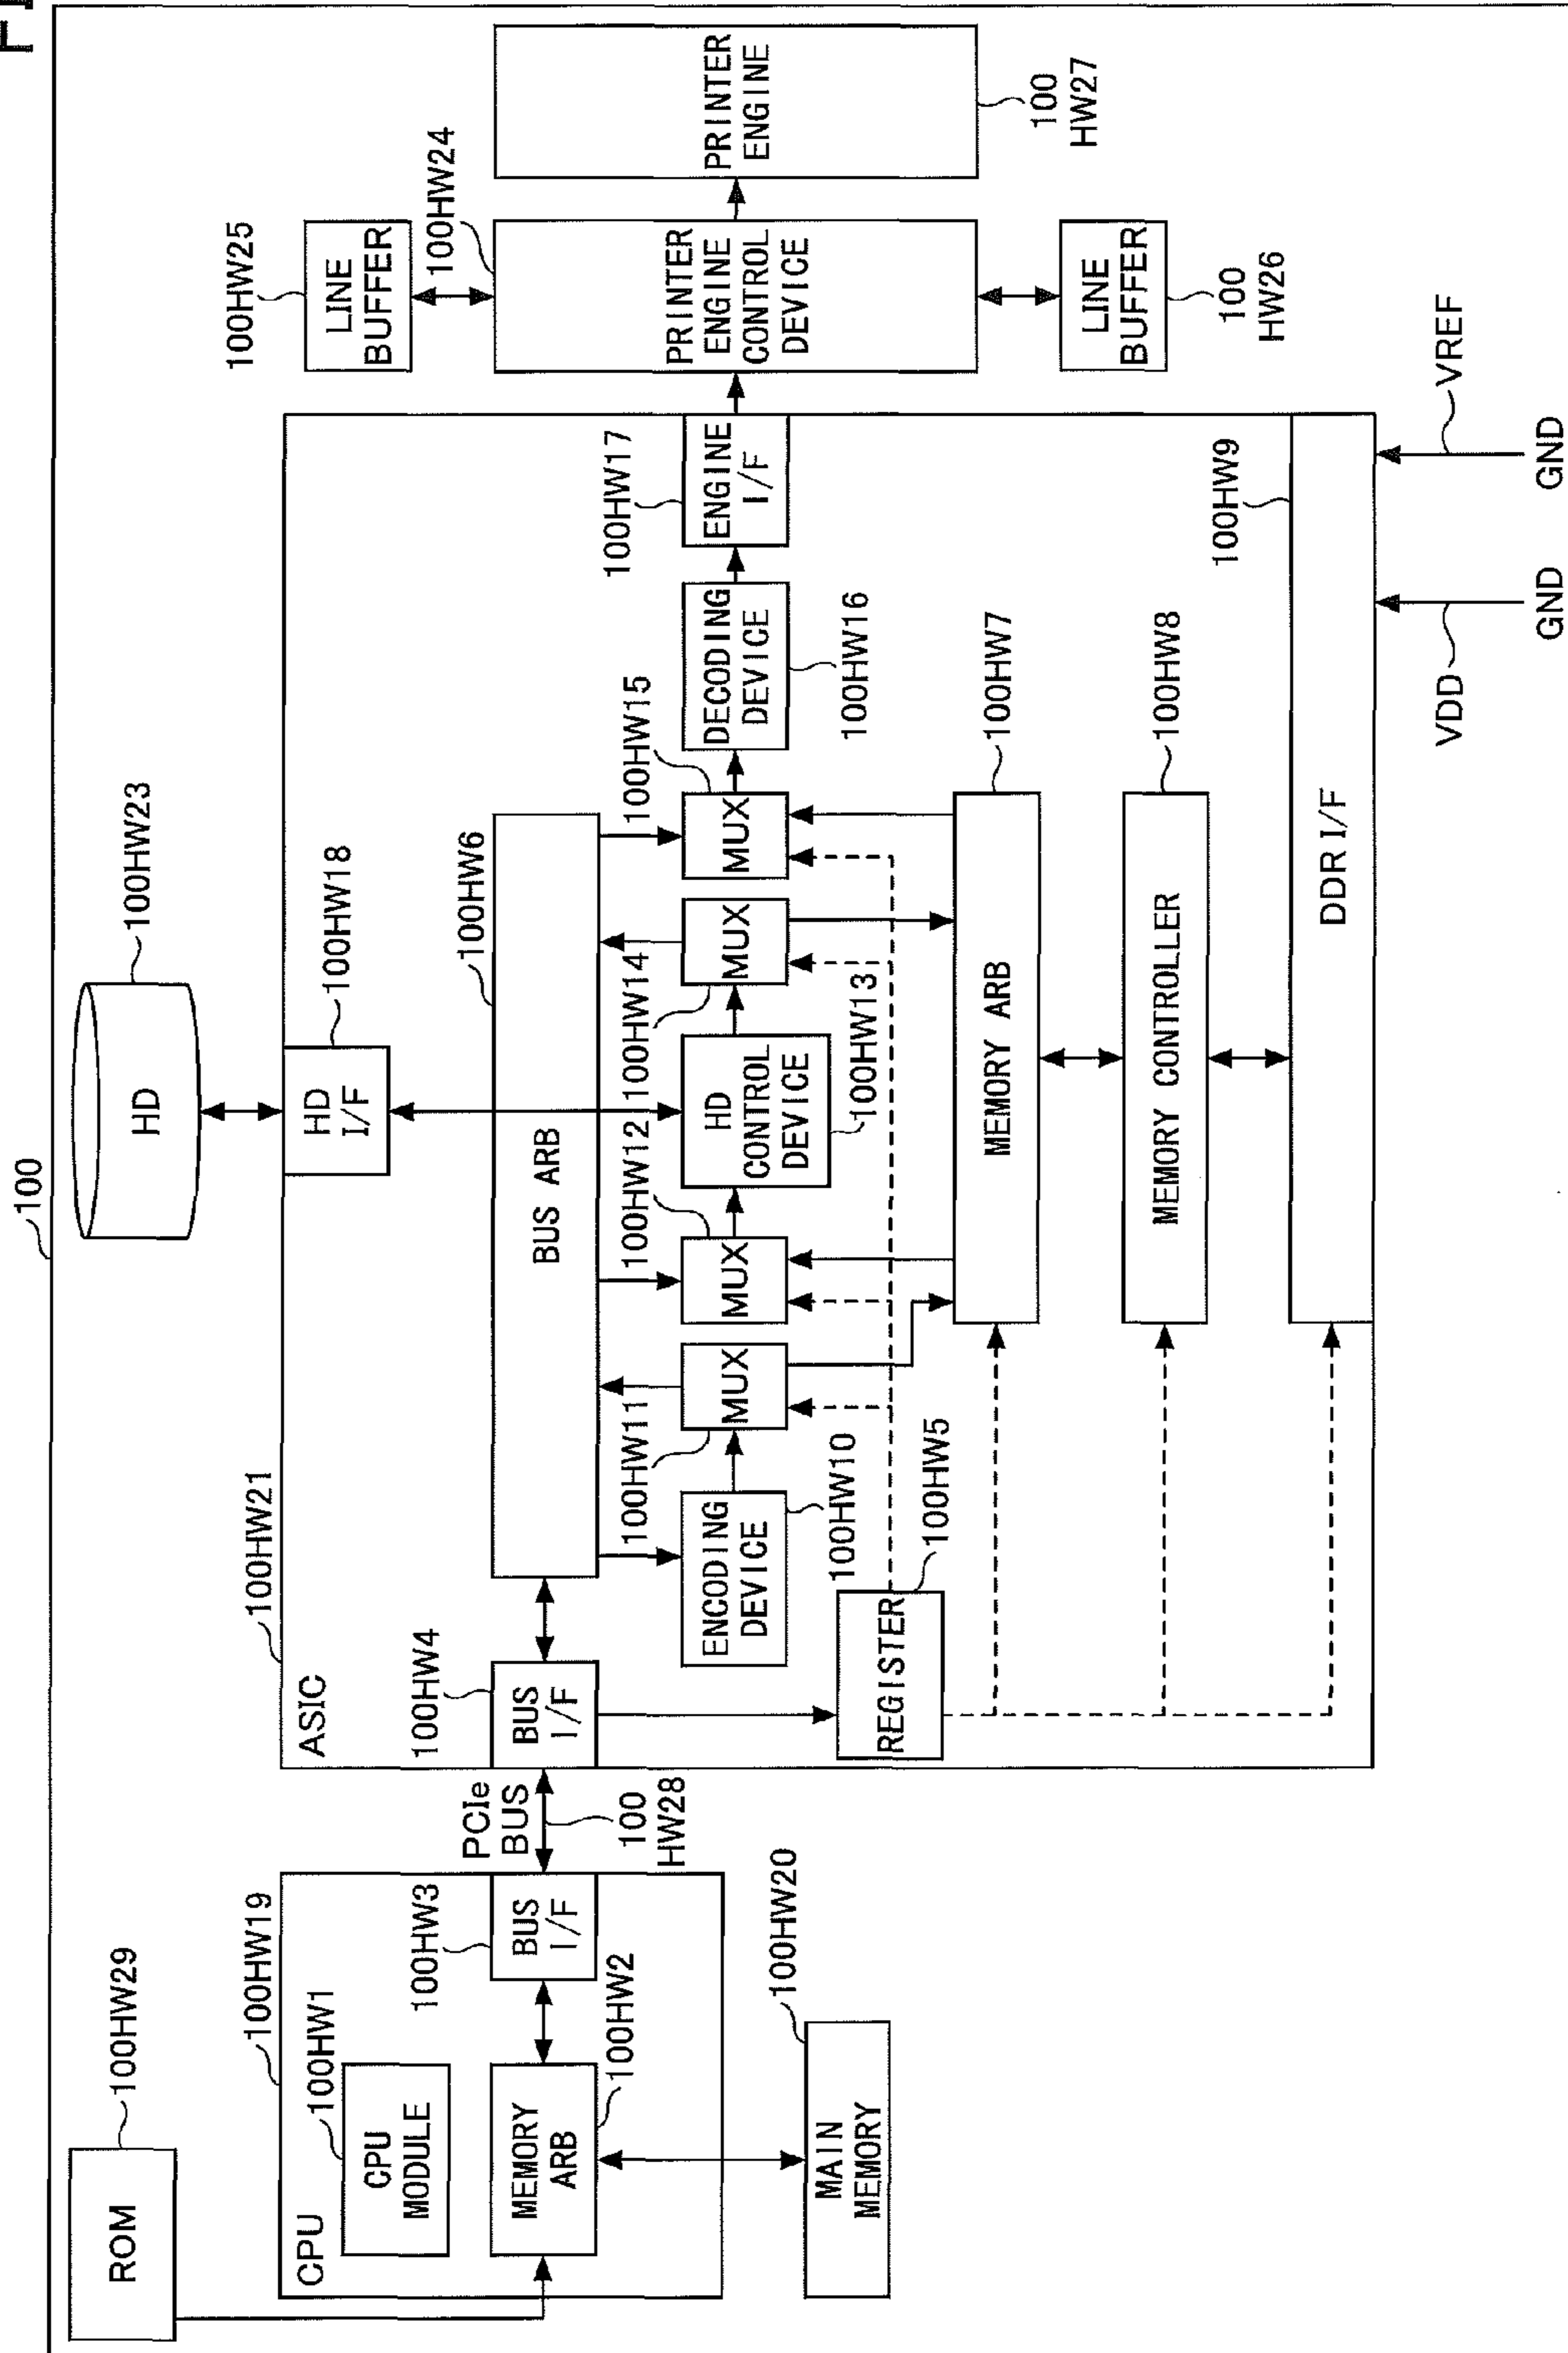 100
ROM
100HW29
HD
100HW23
100HW19
CPU
100HW1
CPU
MODULE
MEMORY
ARB
100HW2
100HW3
BUS
I/F
MAIN
MEMORY
100HW20
PCIe
BUS
100
HW28
100HW21
ASIC
100HW4
BUS
I/F
HD
I/F
100HW18
BUS ARB
100HW6
ENCODING
DEVICE
100HW10
100HW11
MUX
100HW12
MUX
HD
CONTROL
DEVICE
100HW13
100HW14
MUX
100HW15
MUX
DECODING
DEVICE
100HW16
100HW17
ENGINE
I/F
REGISTER
100HW5
MEMORY ARB
100HW7
MEMORY CONTROLLER
100HW8
DDR I/F
100HW9
100HW25
LINE
BUFFER
100HW24
PRINTER
ENGINE
CONTROL
DEVICE
LINE
BUFFER
100
HW26
PRINTER
ENGINE
100
HW27
VDD
GND
VREF
GND